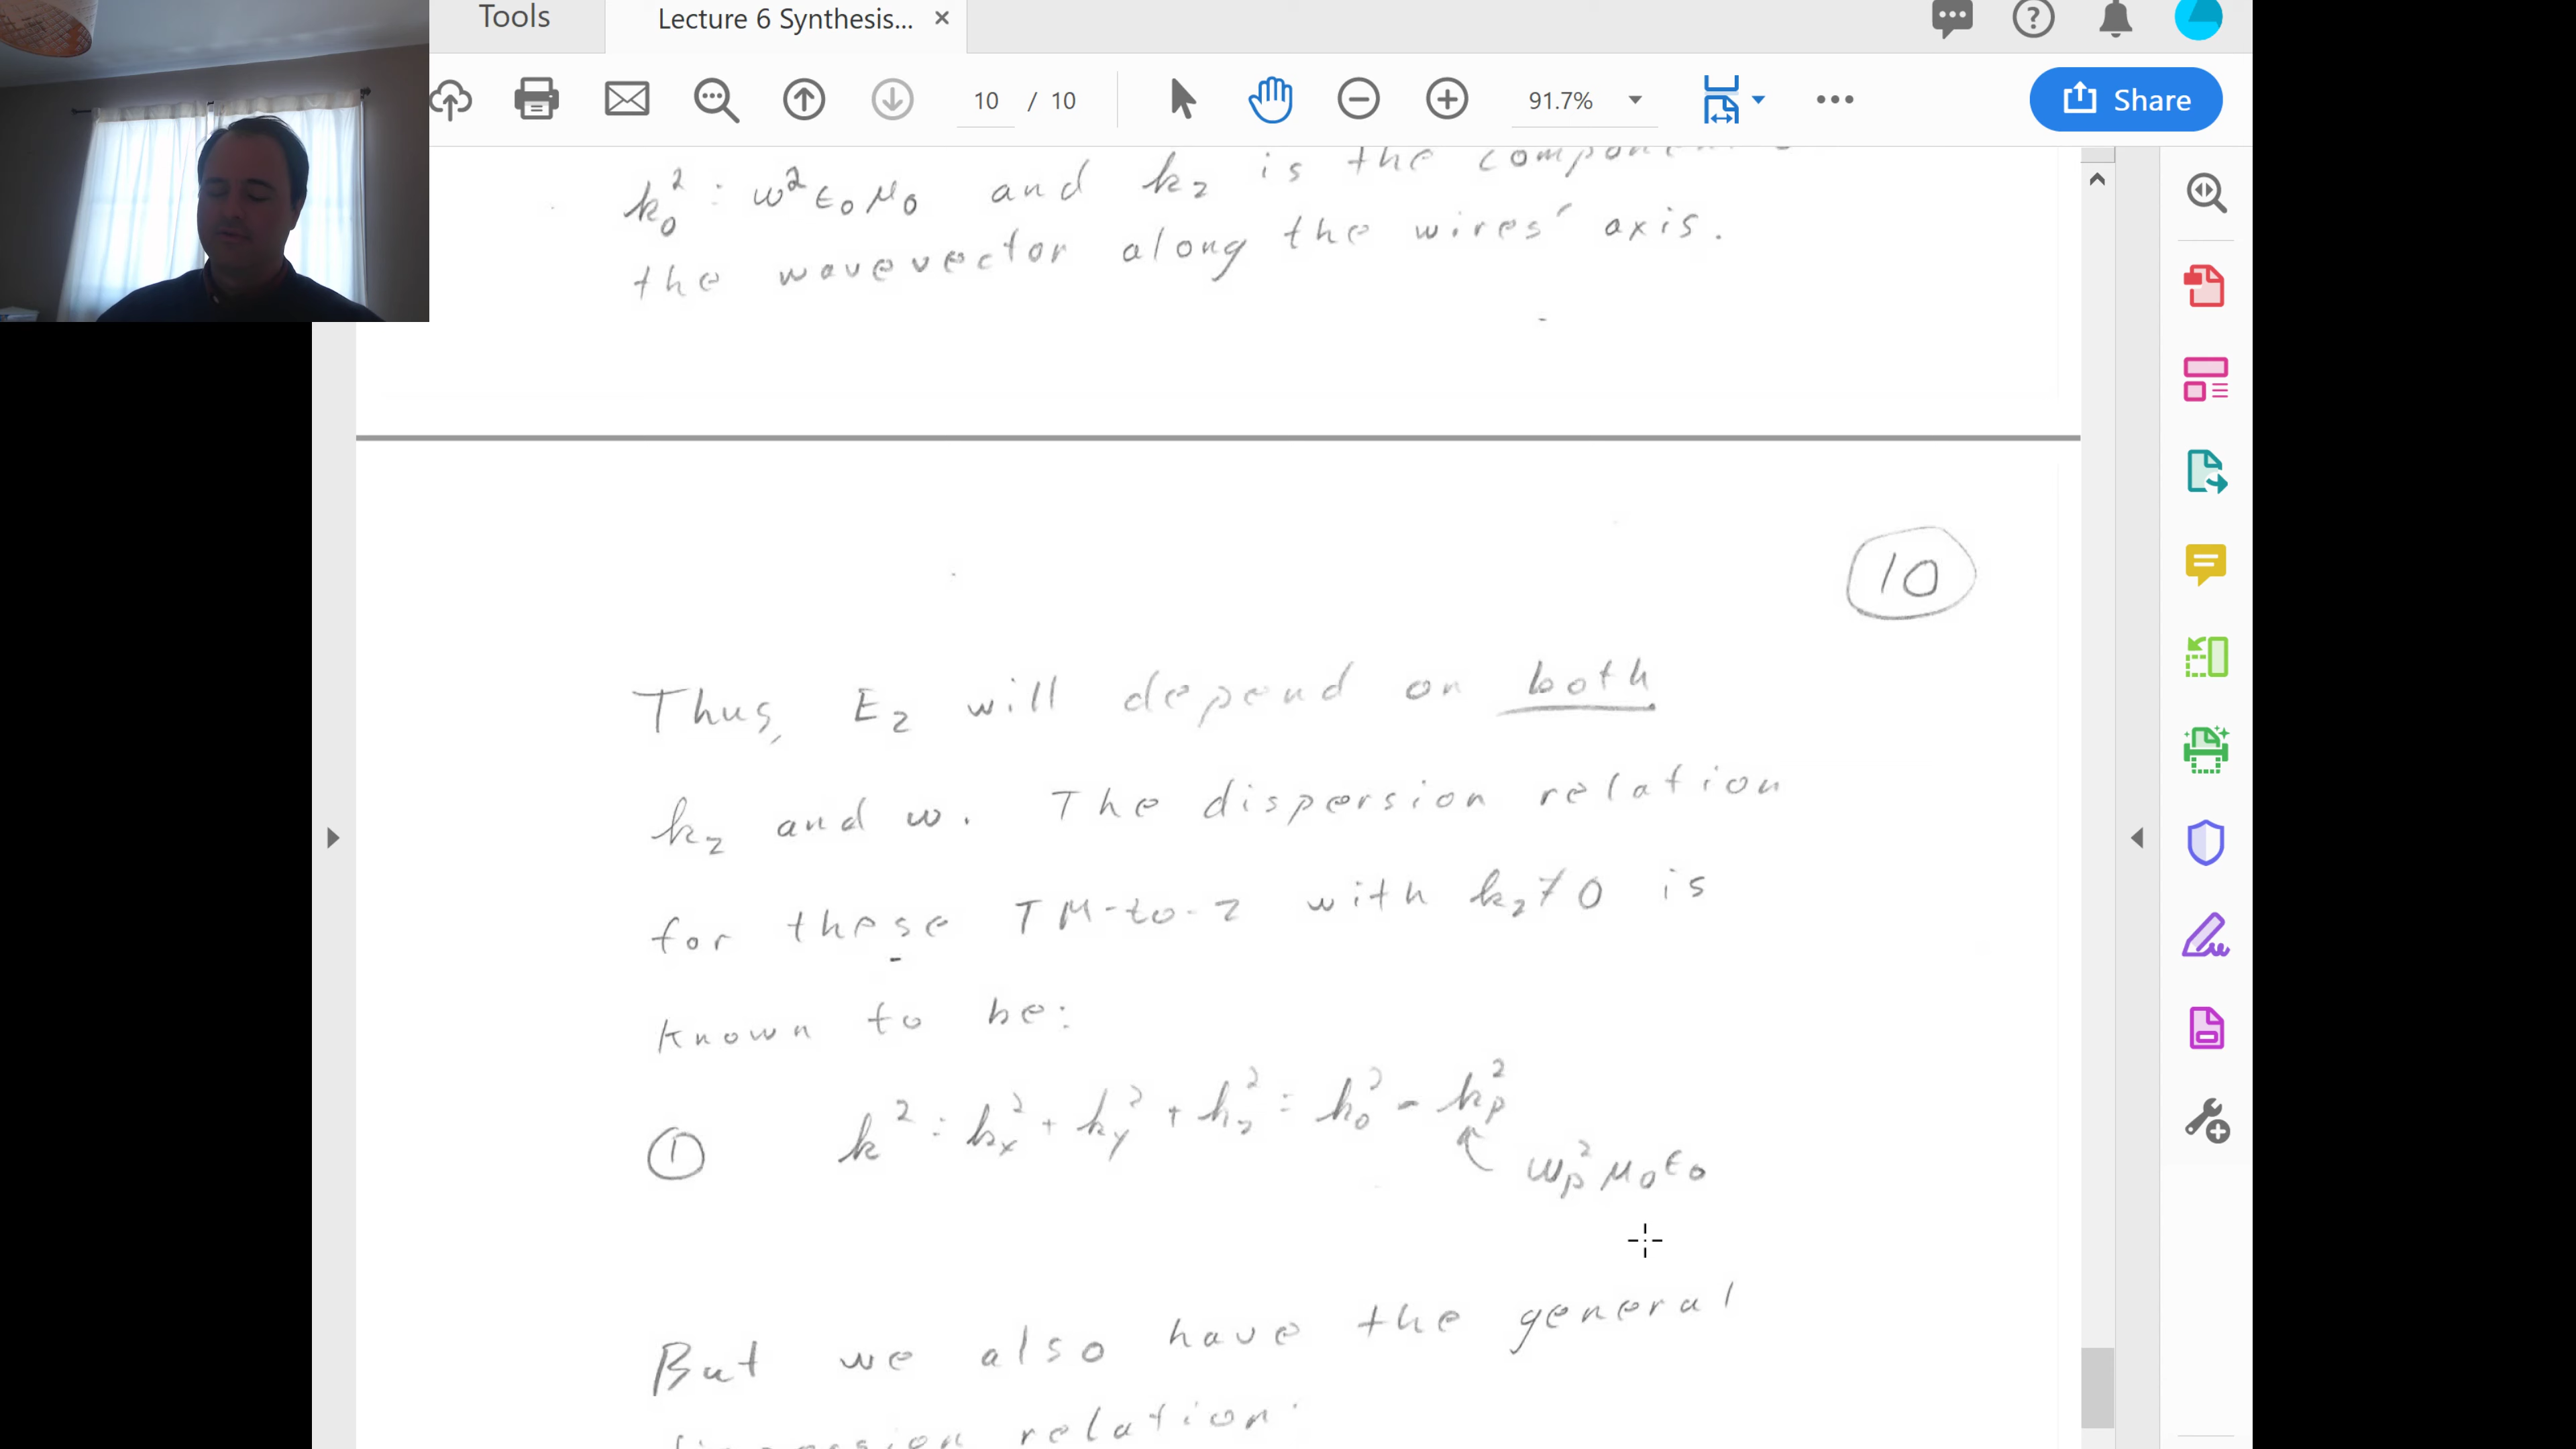 Tools
Lecture 6 Synthesis... ×
10 / 10
91.7%
Share
k₀² = ω²ε₀μ₀ and k_z is the component
the wavevector along the wires' axis.
10
Thus, E_z will depend on both
k_z and ω. The dispersion relation
for these TM-to-z with k_z≠0 is
known to be:
① k² = k_x² + k_y² + k_z² = k₀² - k_p²
ω_p²μ₀ε₀
But we also have the general
dispersion relation: